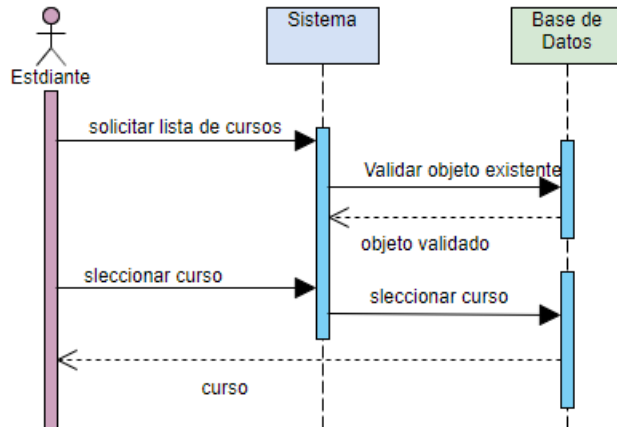 Sistema
Base de
Datos
Estdiante
solicitar lista de cursos
Validar objeto existente
objeto validado
sleccionar curso
sleccionar curso
curso